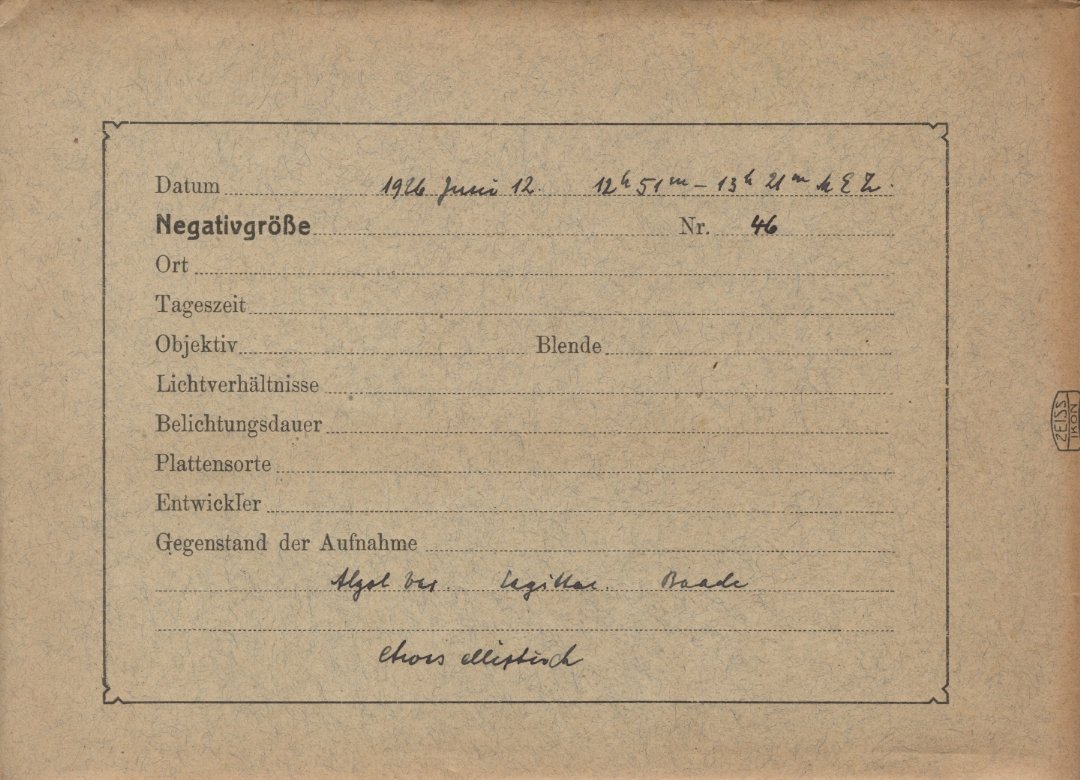 Datum 1926 Juni 12. 12ʰ 51ᵐ – 13ʰ 21ᵐ M E Z.
Negativgröße Nr. 46
Ort
Tageszeit
Objektiv Blende
Lichtverhältnisse
Belichtungsdauer
Plattensorte
Entwickler
Gegenstand der Aufnahme
Algol Var. Sagittae. Baade
etwas elliptisch
ZEISS
IKON